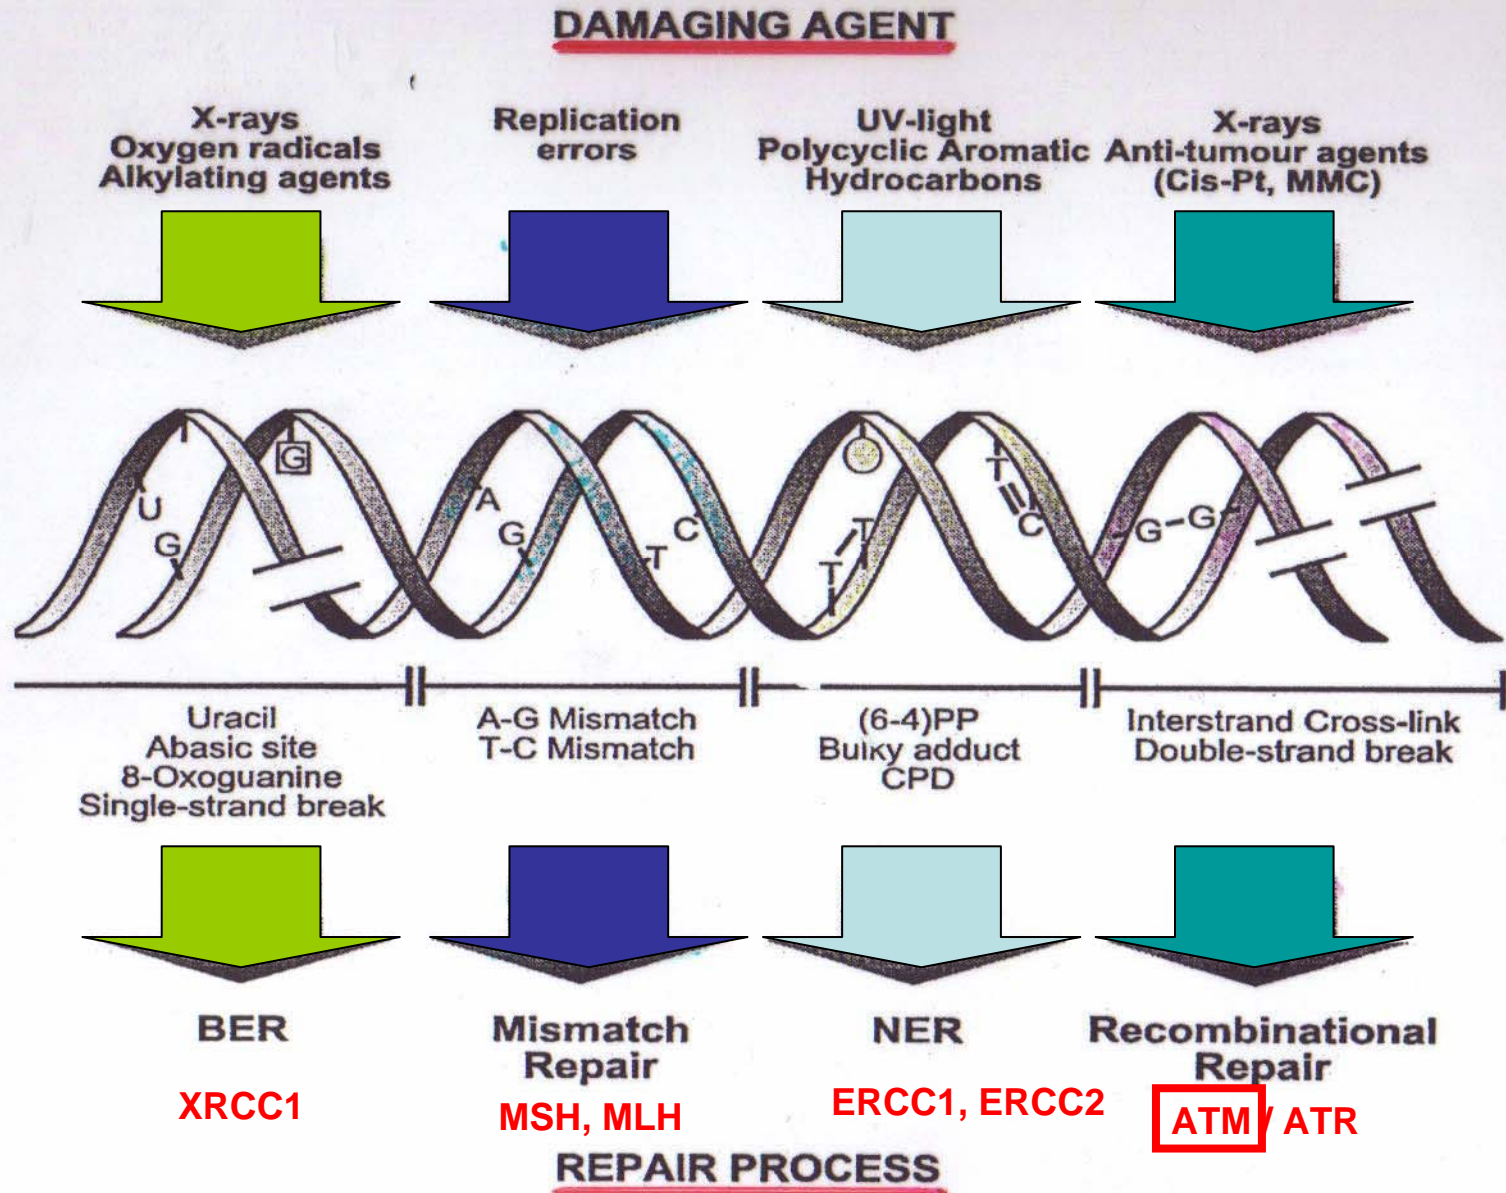 DAMAGING AGENT
X-rays
Oxygen radicals
Alkylating agents
Replication
errors
UV-light
Polycyclic Aromatic
Hydrocarbons
X-rays
Anti-tumour agents
(Cis-Pt, MMC)
U
G
G
A
G
T
C
T
T
T
C
G-G
Uracil
Abasic site
8-Oxoguanine
Single-strand break
A-G Mismatch
T-C Mismatch
(6-4)PP
Bulky adduct
CPD
Interstrand Cross-link
Double-strand break
BER
XRCC1
Mismatch
Repair
MSH, MLH
NER
ERCC1, ERCC2
Recombinational
Repair
ATM / ATR
REPAIR PROCESS